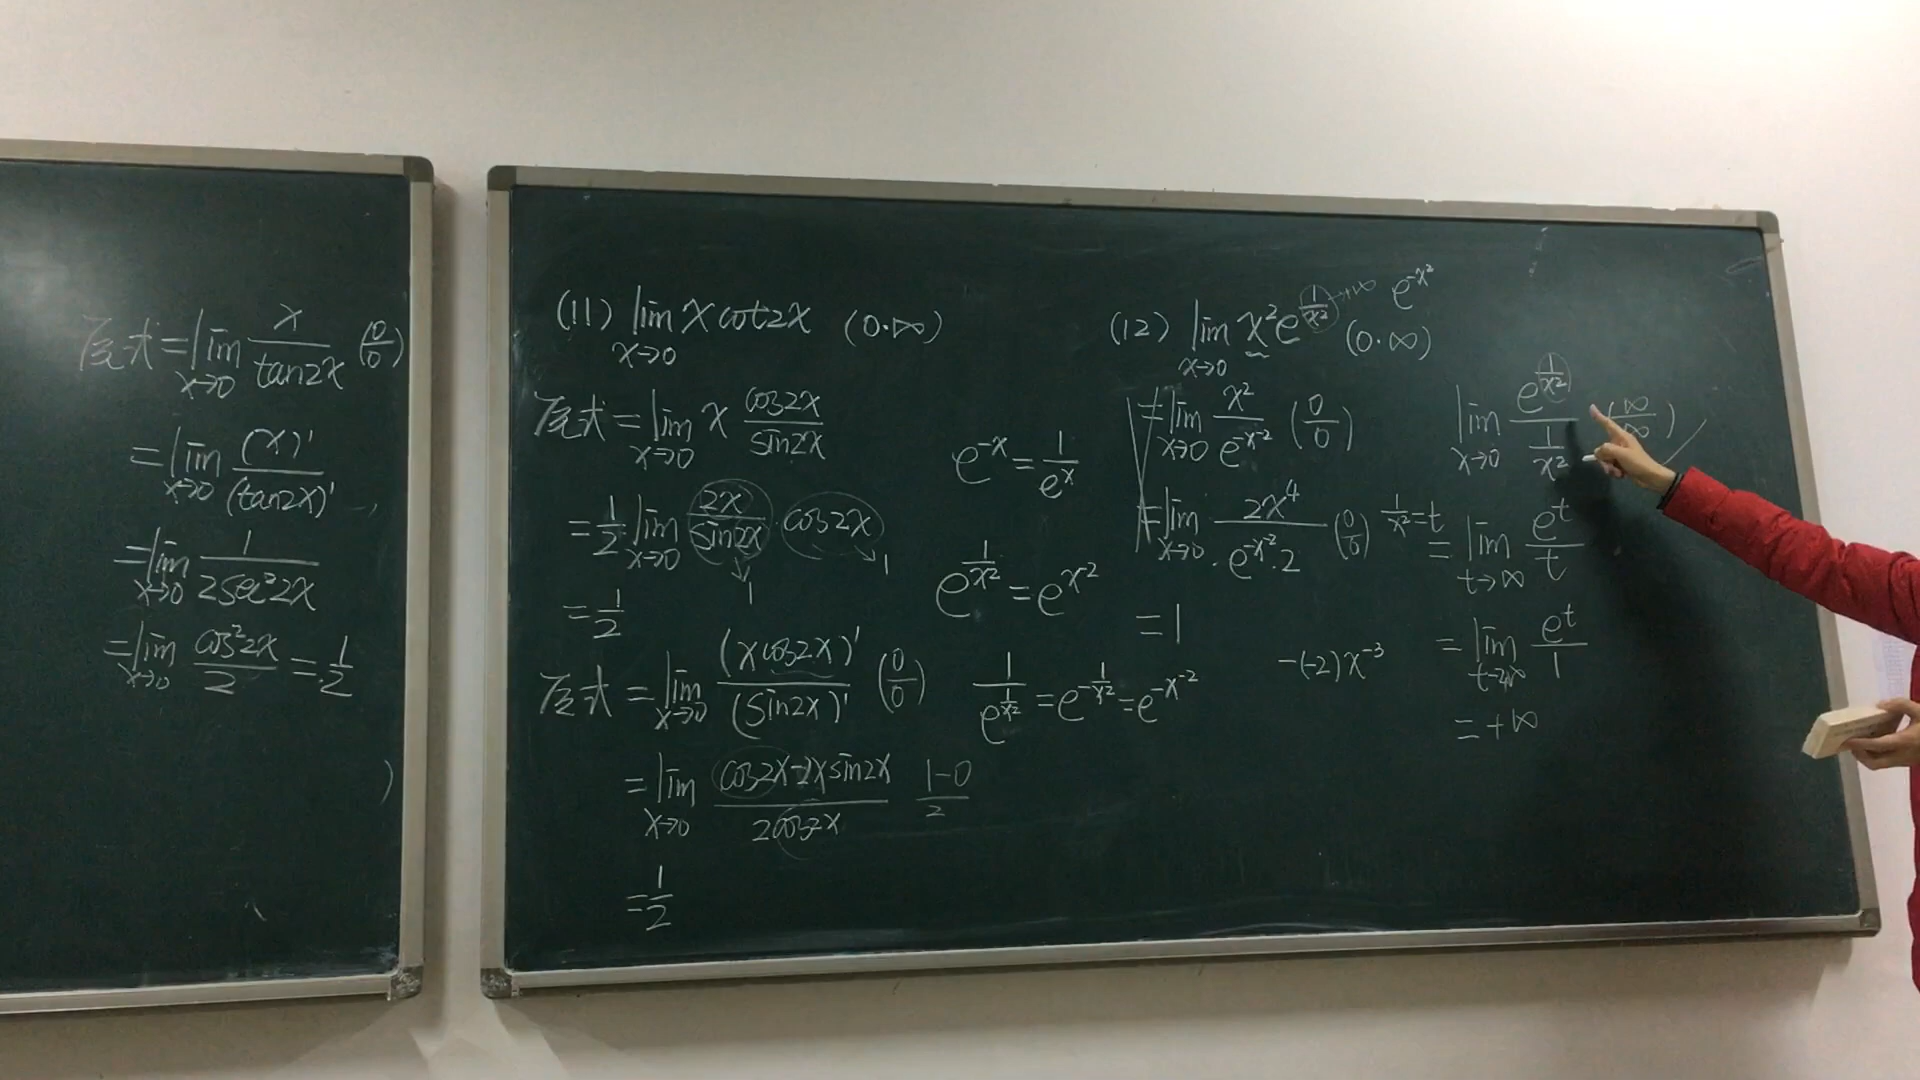 原式=lim x→0 x/tan2x (0/0)
=lim x→0 (x)'/(tan2x)'
=lim x→0 1/2sec²2x
=lim x→0 cos²2x/2=1/2
(11) lim x→0 x cot2x (0·∞)
原式=lim x→0 x cos2x/sin2x
=1/2 lim x→0 2x/sin2x · cos2x
1
1
=1/2
原式=lim x→0 (xcos2x)'/(sin2x)' (0/0)
=lim x→0 cos2x-2xsin2x/2cos2x 1-0/2
=1/2
e^-x=1/e^x
e^1/x²=e^x²
1/e^1/x²=e^-1/x²=e^-x^-2
(12) lim x→0 x²e^1/x² →+∞ (0·∞)
e^-x²
=lim x→0 x²/e^-x^-2 (0/0)
=lim x→0 2x⁴/e^-x^-2·2 (0/0)
=1
-(-2)x^-3
lim x→0 e^1/x²/1/x² (∞/∞)
1/x²=t = lim t→∞ e^t/t
=lim t→∞ e^t/1
=+∞